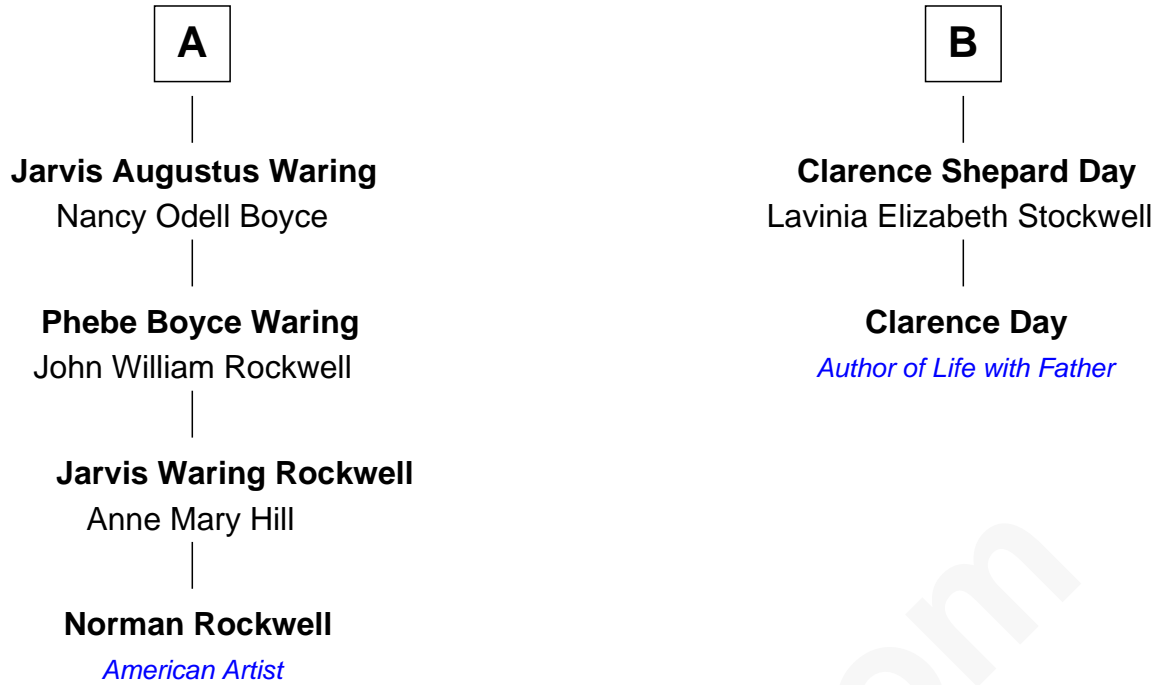 A
Jarvis Augustus Waring
Nancy Odell Boyce
Phebe Boyce Waring
John William Rockwell
Jarvis Waring Rockwell
Anne Mary Hill
Norman Rockwell
American Artist
B
Clarence Shepard Day
Lavinia Elizabeth Stockwell
Clarence Day
Author of Life with Father
om